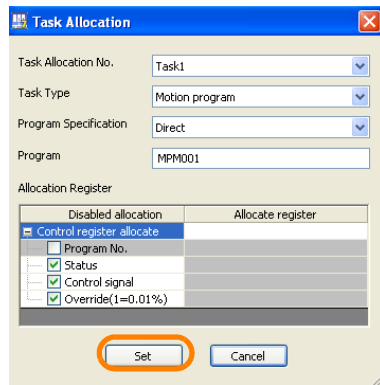 Task Allocation
Task Allocation No. Task1
Task Type Motion program
Program Specification Direct
Program MPM001
Allocation Register
Disabled allocation Allocate register
Control register allocate
Program No.
Status
Control signal
Override(1=0.01%)
Set Cancel